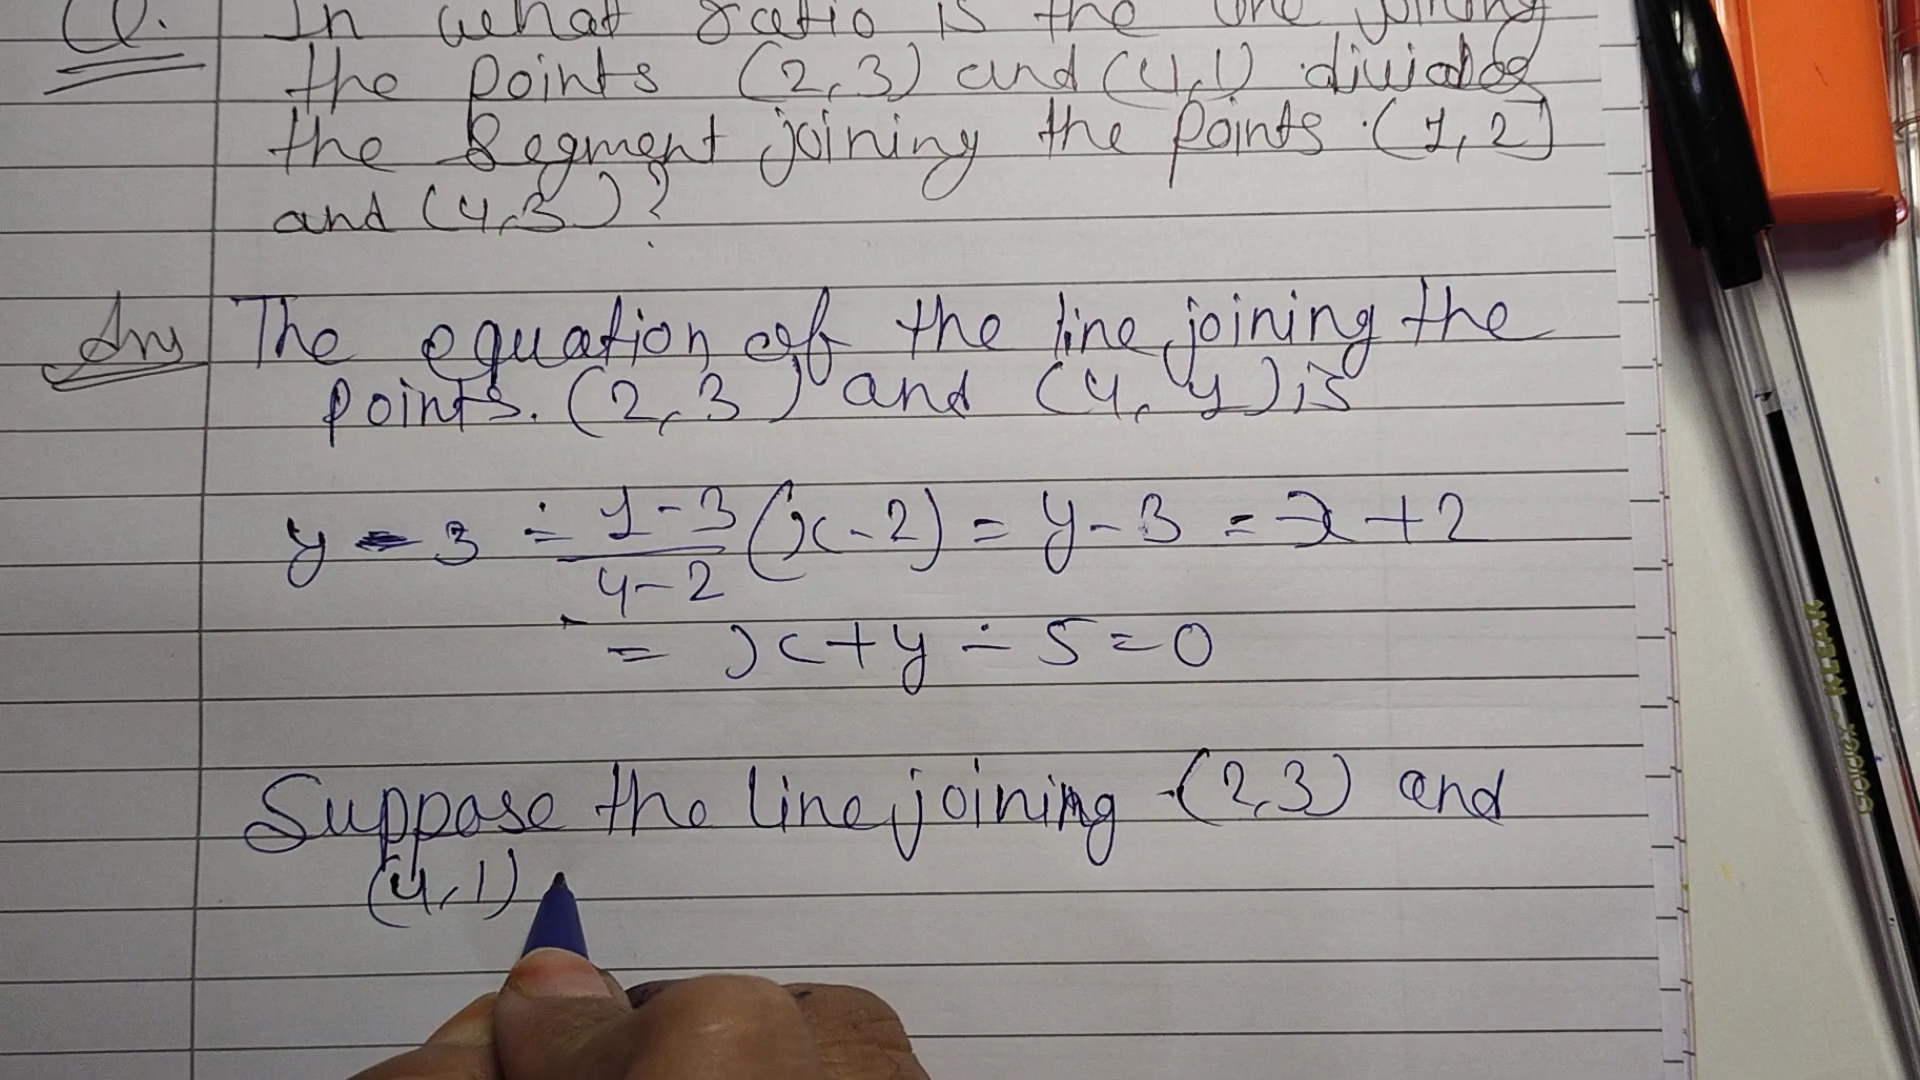 Q. In what ratio is the line joining
the points (2,3) and (4,1) divides
the segment joining the points (1,2)
and (4,3)?
Ans The equation of the line joining the
points. (2,3) and (4,1) is
y - 3 = 1-3/4-2 (x-2) = y-3 = -x+2
= x+y-5=0
Suppose the line joining (2,3) and
(4,1)